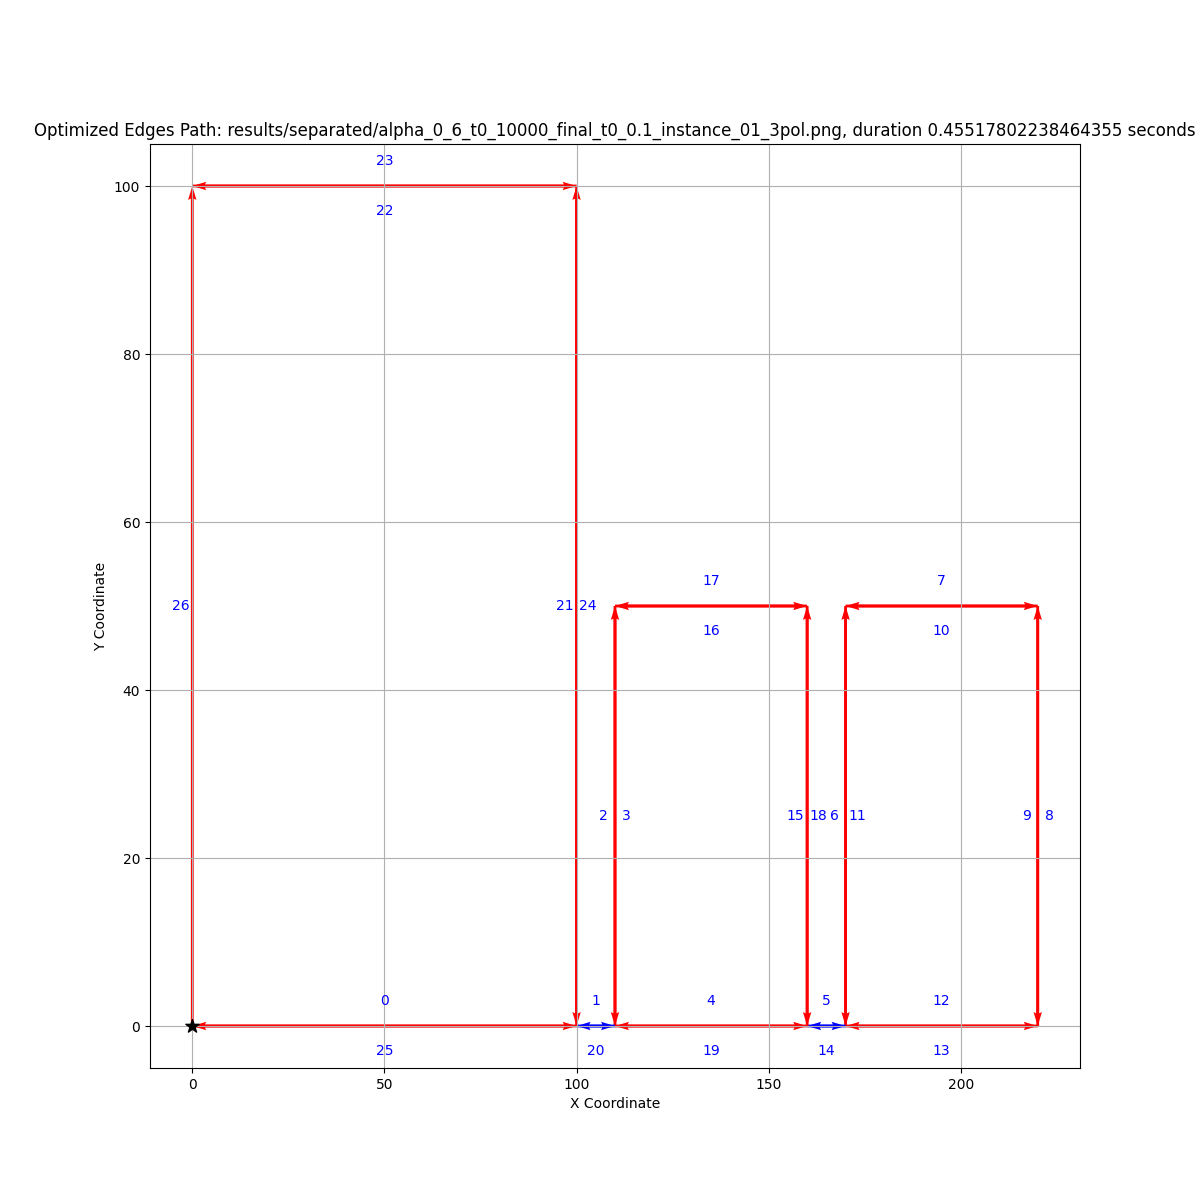 Optimized Edges Path: results/separated/alpha_0_6_t0_10000_final_t0_0.1_instance_01_3pol.png, duration 0.45517802238464355 seconds
23
100
22
80
17 7
60
26 21 24
16 10
Y Coordinate
40
2 3 15 18 6 11 9 8
20
0 1 4 5 12
0
25 20 19 14 13
0 50 100 150 200
X Coordinate